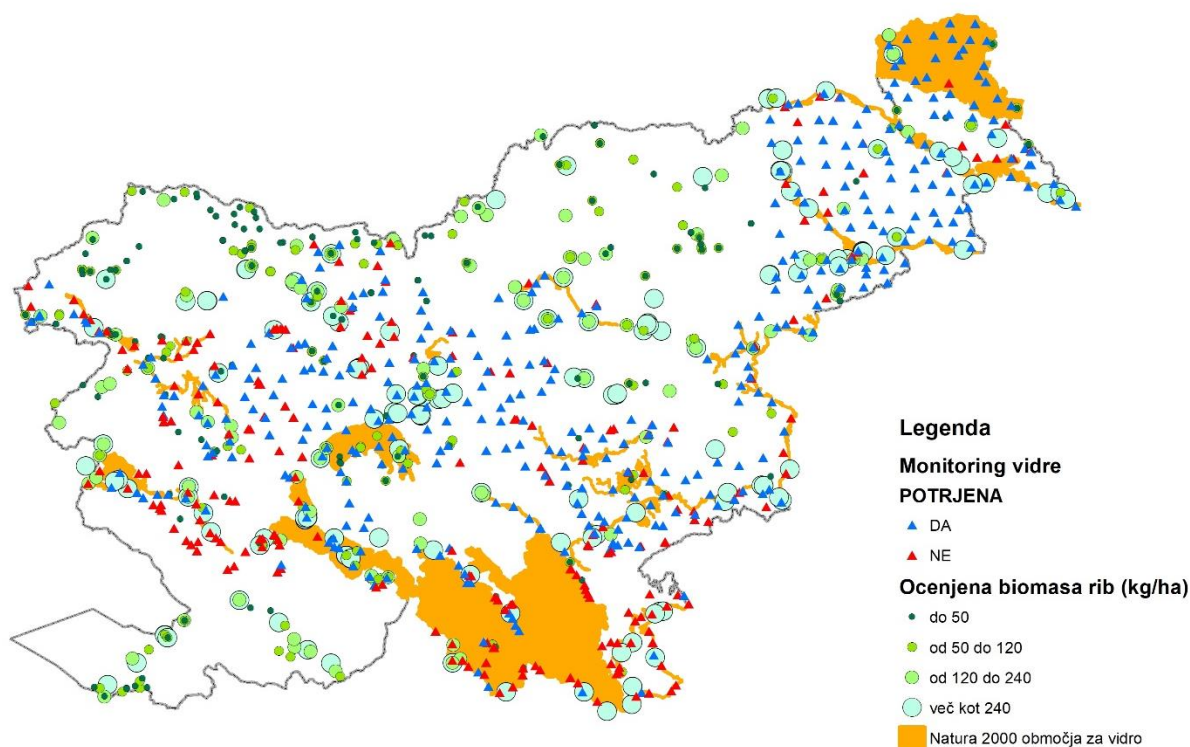 Legenda
Monitoring vidre
POTRJENA
DA
NE
Ocenjena biomasa rib (kg/ha)
do 50
od 50 do 120
od 120 do 240
več kot 240
Natura 2000 območja za vidro